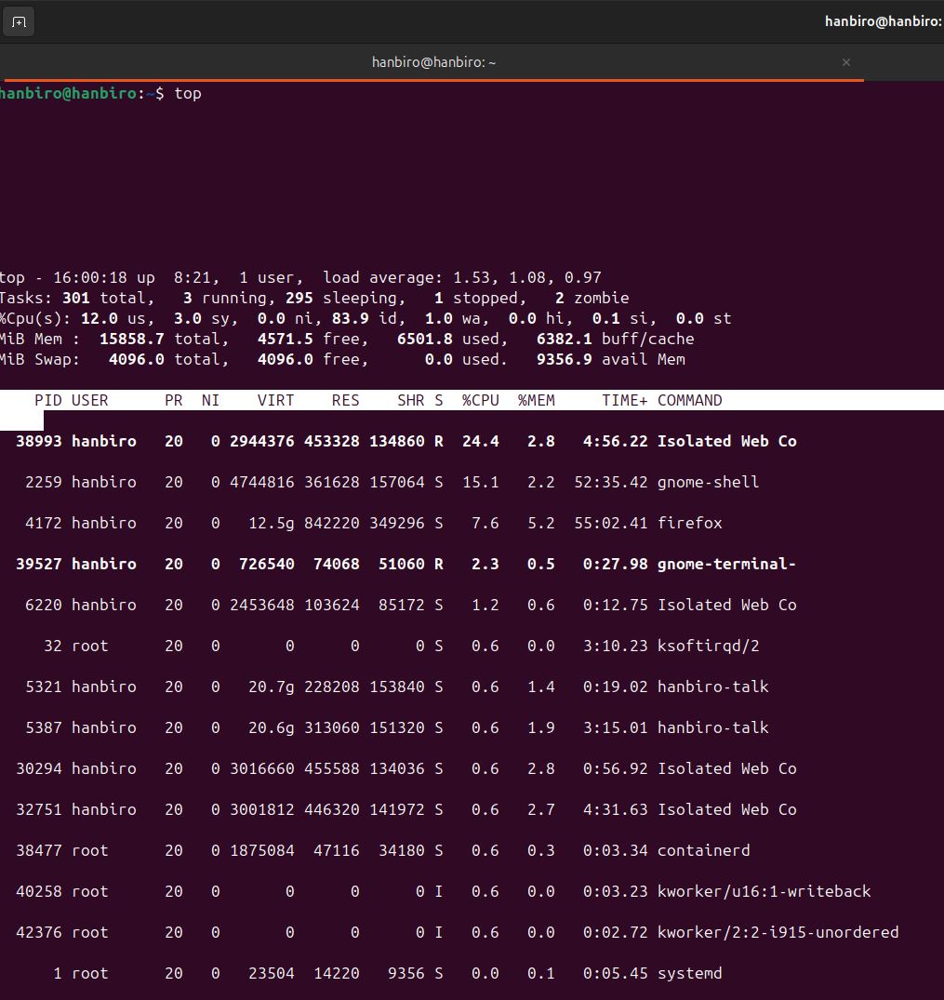 hanbiro@hanbiro:
hanbiro@hanbiro: ~
hanbiro@hanbiro:~$ top
top - 16:00:18 up  8:21,  1 user,  load average: 1.53, 1.08, 0.97
Tasks: 301 total,   3 running, 295 sleeping,   1 stopped,   2 zombie
%Cpu(s): 12.0 us,  3.0 sy,  0.0 ni, 83.9 id,  1.0 wa,  0.0 hi,  0.1 si,  0.0 st
MiB Mem :  15858.7 total,   4571.5 free,   6501.8 used,   6382.1 buff/cache
MiB Swap:   4096.0 total,   4096.0 free,      0.0 used.   9356.9 avail Mem
PID USER      PR  NI    VIRT    RES    SHR S  %CPU  %MEM     TIME+ COMMAND
38993 hanbiro   20   0 2944376 453328 134860 R  24.4   2.8   4:56.22 Isolated Web Co
2259 hanbiro   20   0 4744816 361628 157064 S  15.1   2.2  52:35.42 gnome-shell
4172 hanbiro   20   0   12.5g 842220 349296 S   7.6   5.2  55:02.41 firefox
39527 hanbiro   20   0  726540  74068  51060 R   2.3   0.5   0:27.98 gnome-terminal-
6220 hanbiro   20   0 2453648 103624  85172 S   1.2   0.6   0:12.75 Isolated Web Co
32 root      20   0       0      0      0 S   0.6   0.0   3:10.23 ksoftirqd/2
5321 hanbiro   20   0   20.7g 228208 153840 S   0.6   1.4   0:19.02 hanbiro-talk
5387 hanbiro   20   0   20.6g 313060 151320 S   0.6   1.9   3:15.01 hanbiro-talk
30294 hanbiro   20   0 3016660 455588 134036 S   0.6   2.8   0:56.92 Isolated Web Co
32751 hanbiro   20   0 3001812 446320 141972 S   0.6   2.7   4:31.63 Isolated Web Co
38477 root      20   0 1875084  47116  34180 S   0.6   0.3   0:03.34 containerd
40258 root      20   0       0      0      0 I   0.6   0.0   0:03.23 kworker/u16:1-writeback
42376 root      20   0       0      0      0 I   0.6   0.0   0:02.72 kworker/2:2-i915-unordered
1 root      20   0   23504  14220   9356 S   0.0   0.1   0:05.45 systemd